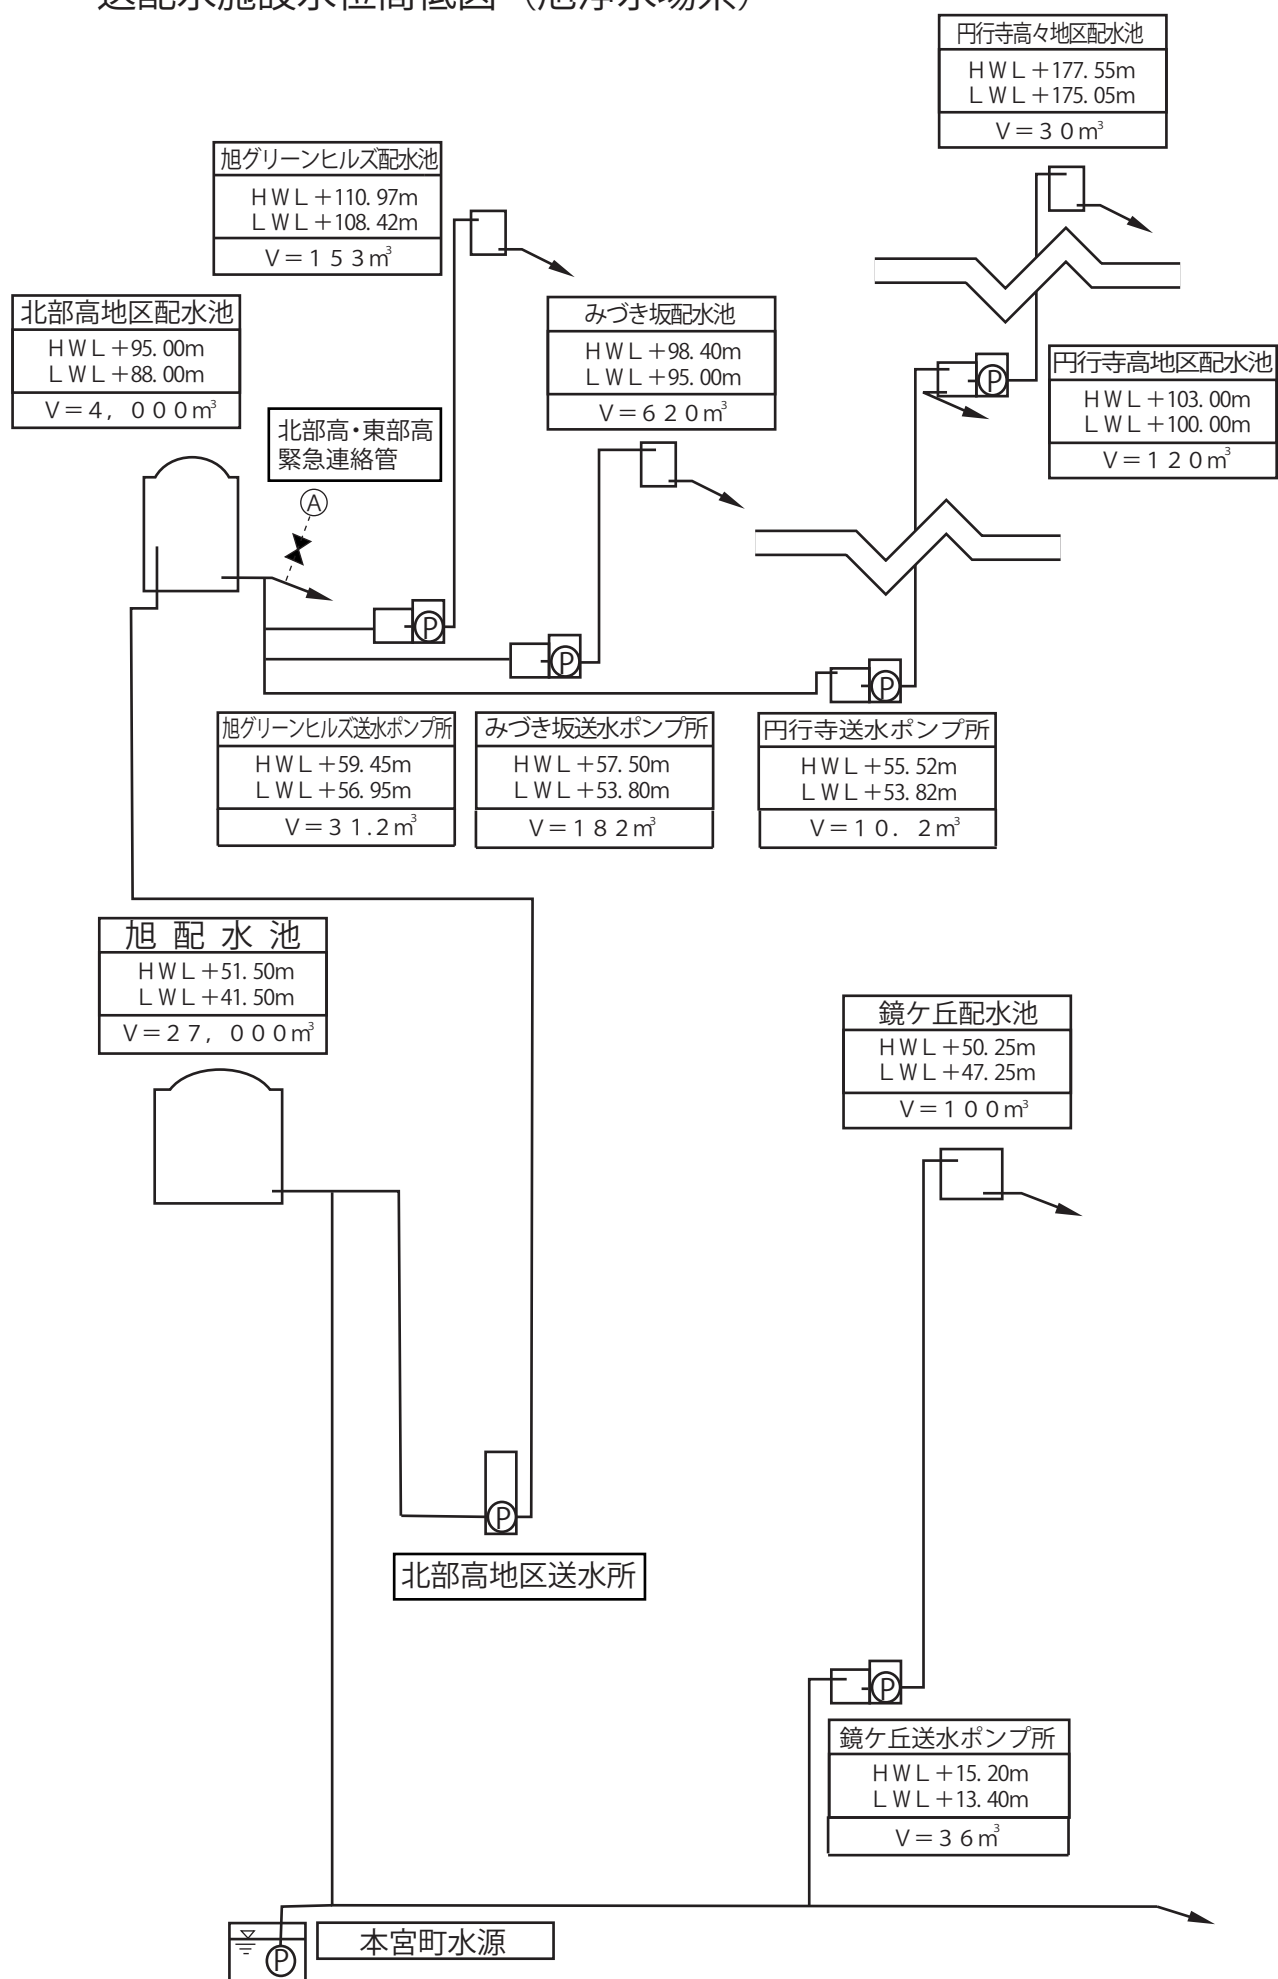 円行寺高々地区配水池
HWL+177.55m
LWL+175.05m
V=30m³
旭グリーンヒルズ配水池
HWL+110.97m
LWL+108.42m
V=153m³
北部高地区配水池
HWL+95.00m
LWL+88.00m
V=4,000m³
みづき坂配水池
HWL+98.40m
LWL+95.00m
V=620m³
円行寺高地区配水池
HWL+103.00m
LWL+100.00m
V=120m³
北部高・東部高
緊急連絡管
A
P
P
P
P
旭グリーンヒルズ送水ポンプ所
HWL+59.45m
LWL+56.95m
V=31.2m³
みづき坂送水ポンプ所
HWL+57.50m
LWL+53.80m
V=182m³
円行寺送水ポンプ所
HWL+55.52m
LWL+53.82m
V=10.2m³
旭配水池
HWL+51.50m
LWL+41.50m
V=27,000m³
鏡ケ丘配水池
HWL+50.25m
LWL+47.25m
V=100m³
P
北部高地区送水所
P
鏡ケ丘送水ポンプ所
HWL+15.20m
LWL+13.40m
V=36m³
本宮町水源
P